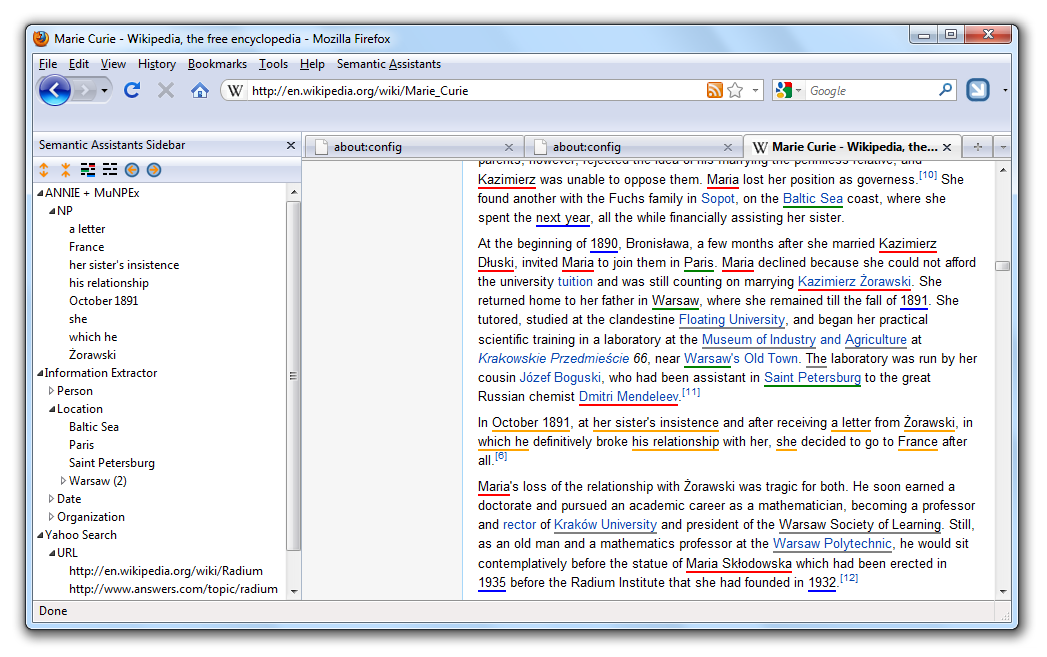 Marie Curie - Wikipedia, the free encyclopedia - Mozilla Firefox
File Edit View History Bookmarks Tools Help Semantic Assistants
W http://en.wikipedia.org/wiki/Marie_Curie Google
Semantic Assistants Sidebar
about:config about:config W Marie Curie - Wikipedia, the...
ANNIE + MuNPEx
NP
a letter
France
her sister's insistence
his relationship
October 1891
she
which he
Żorawski
Information Extractor
Person
Location
Baltic Sea
Paris
Saint Petersburg
Warsaw (2)
Date
Organization
Yahoo Search
URL
http://en.wikipedia.org/wiki/Radium
http://www.answers.com/topic/radium
parents, however, rejected the idea of his marrying the penniless relative, and
Kazimierz was unable to oppose them. Maria lost her position as governess.[10] She
found another with the Fuchs family in Sopot, on the Baltic Sea coast, where she
spent the next year, all the while financially assisting her sister.
At the beginning of 1890, Bronisława, a few months after she married Kazimierz
Dłuski, invited Maria to join them in Paris. Maria declined because she could not afford
the university tuition and was still counting on marrying Kazimierz Żorawski. She
returned home to her father in Warsaw, where she remained till the fall of 1891. She
tutored, studied at the clandestine Floating University, and began her practical
scientific training in a laboratory at the Museum of Industry and Agriculture at
Krakowskie Przedmieście 66, near Warsaw's Old Town. The laboratory was run by her
cousin Józef Boguski, who had been assistant in Saint Petersburg to the great
Russian chemist Dmitri Mendeleev.[11]
In October 1891, at her sister's insistence and after receiving a letter from Żorawski, in
which he definitively broke his relationship with her, she decided to go to France after
all.[6]
Maria's loss of the relationship with Żorawski was tragic for both. He soon earned a
doctorate and pursued an academic career as a mathematician, becoming a professor
and rector of Kraków University and president of the Warsaw Society of Learning. Still,
as an old man and a mathematics professor at the Warsaw Polytechnic, he would sit
contemplatively before the statue of Maria Skłodowska which had been erected in
1935 before the Radium Institute that she had founded in 1932.[12]
Done